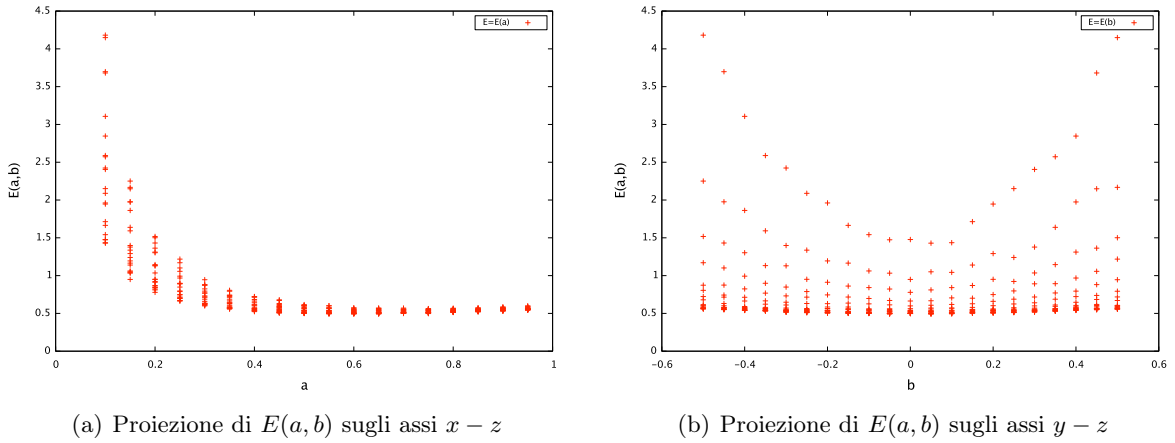 4.5
4
3.5
3
2.5
2
1.5
1
0.5
0
E(a,b)
E=E(a)
0 0.2 0.4 0.6 0.8 1
a
(a) Proiezione di E(a, b) sugli assi x − z
4.5
4
3.5
3
2.5
2
1.5
1
0.5
0
E(a,b)
E=E(b)
−0.6 −0.4 −0.2 0 0.2 0.4 0.6
b
(b) Proiezione di E(a, b) sugli assi y − z